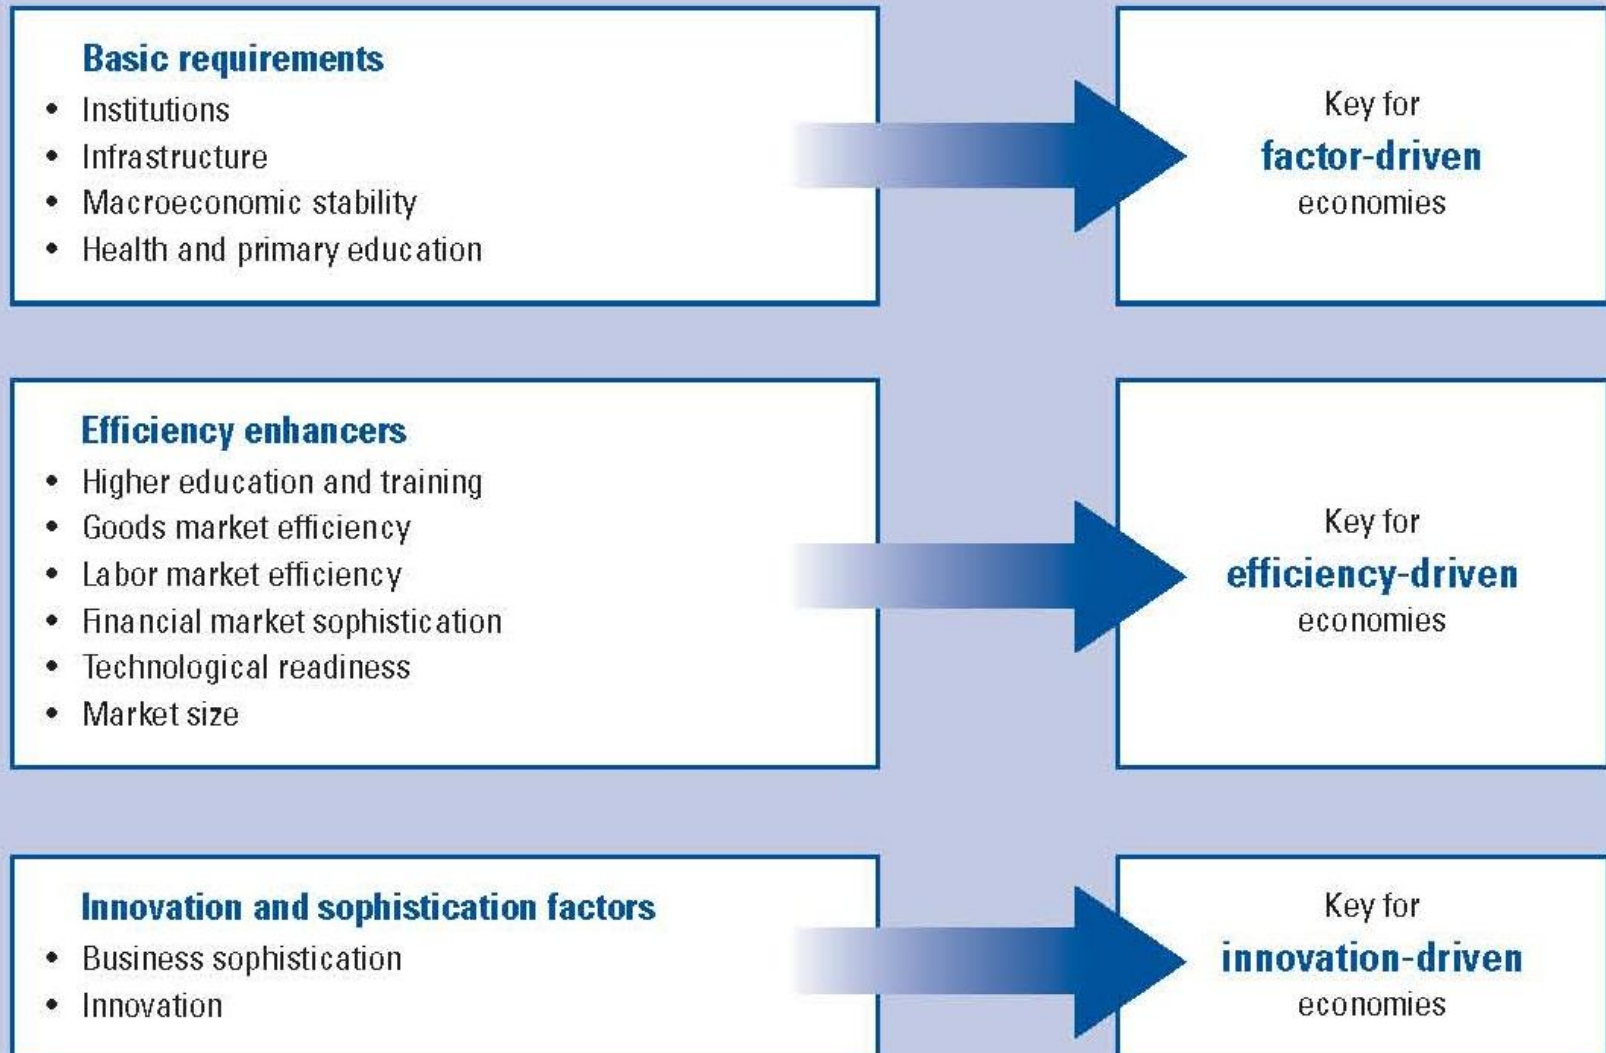 Basic requirements
• Institutions
• Infrastructure
• Macroeconomic stability
• Health and primary education
Key for
factor-driven
economies
Efficiency enhancers
• Higher education and training
• Goods market efficiency
• Labor market efficiency
• Financial market sophistication
• Technological readiness
• Market size
Key for
efficiency-driven
economies
Innovation and sophistication factors
• Business sophistication
• Innovation
Key for
innovation-driven
economies